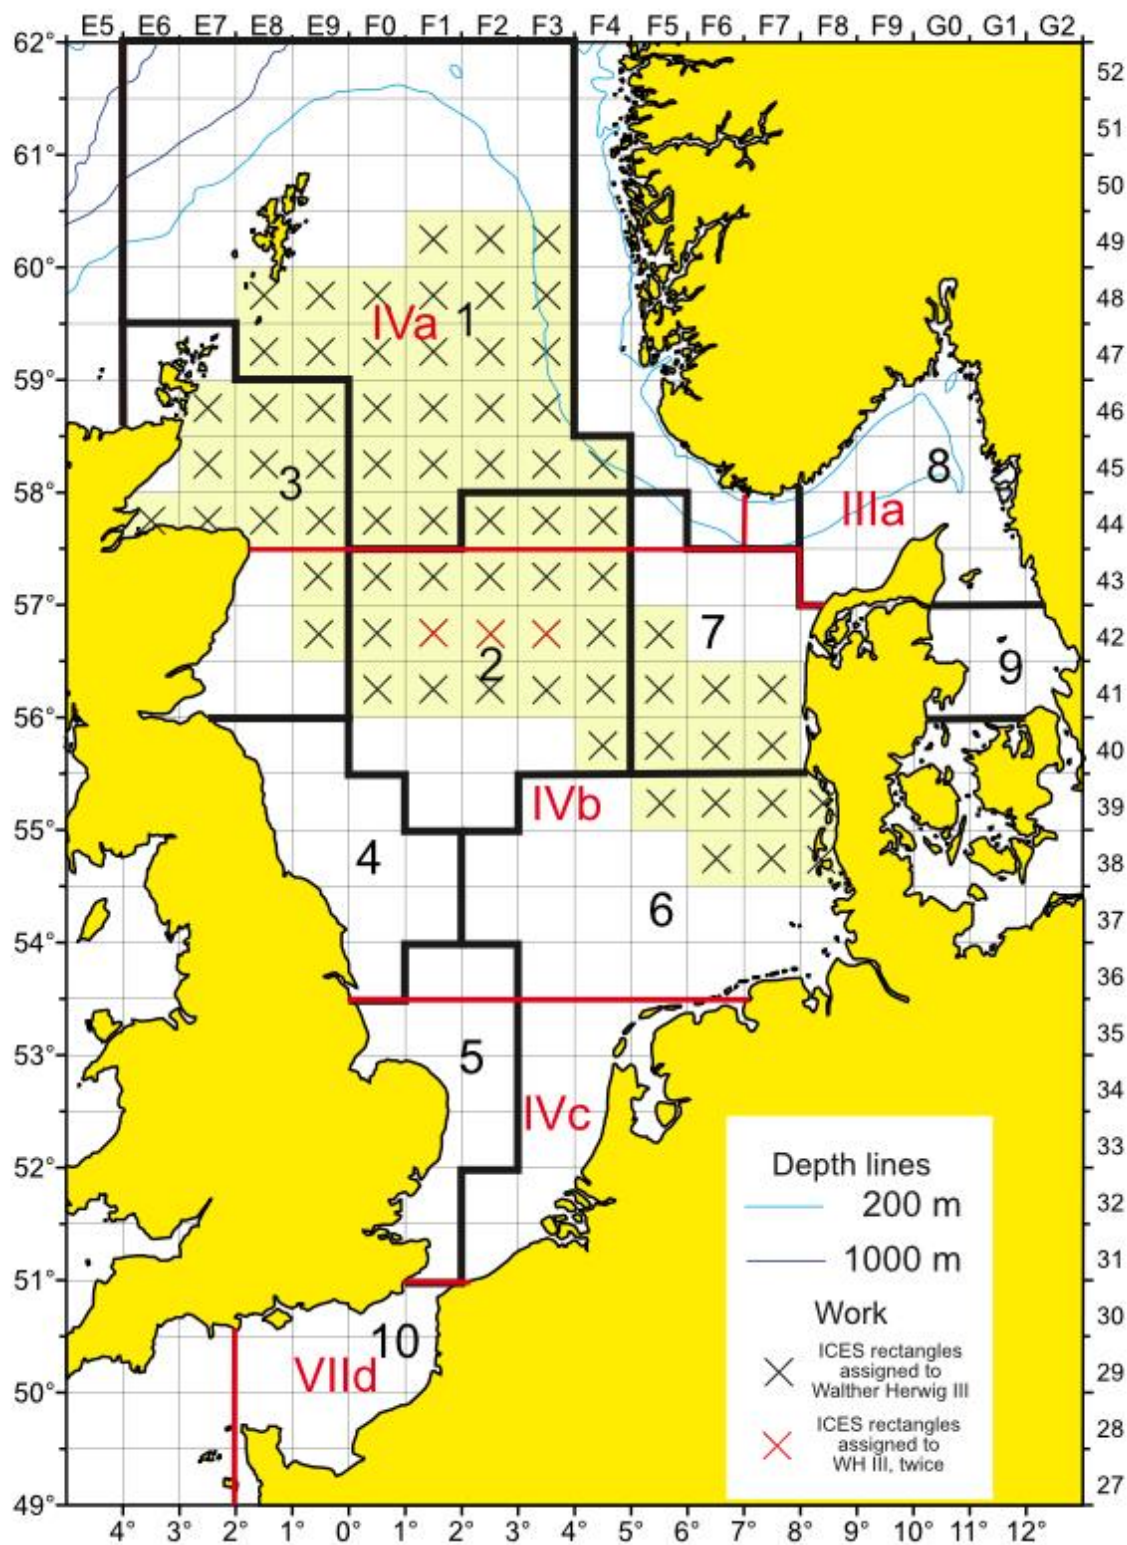 E5 E6 E7 E8 E9 F0 F1 F2 F3 F4 F5 F6 F7 F8 F9 G0 G1 G2
62°
52
51
61°
50
49
60°
48
IVa 1
47
59°
46
8
45
3
58°
IIIa
44
43
57°
7
42
2
9
41
56°
40
IVb
39
55°
4
38
6
37
54°
36
5
35
53°
34
IVc
33
52°
Depth lines
32
200 m
31
1000 m
51°
Work
30
10
ICES rectangles
assigned to
Walther Herwig III
29
VIId
50°
ICES rectangles
assigned to
WH III, twice
28
27
49°
4° 3° 2° 1° 0° 1° 2° 3° 4° 5° 6° 7° 8° 9° 10° 11° 12°